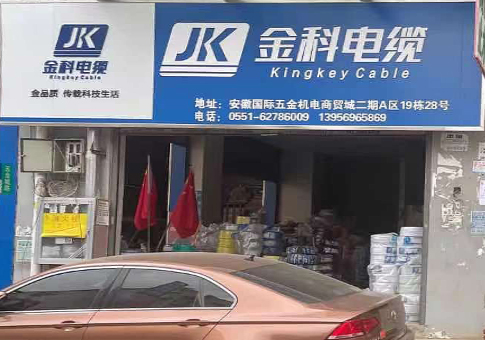 JK
金科电缆
Kingkey Cable
金品质 传载科技生活
JK
金科电缆
Kingkey Cable
地址：安徽国际五金机电商贸城二期A区19栋28号
电话：0551-62786009 13956965869